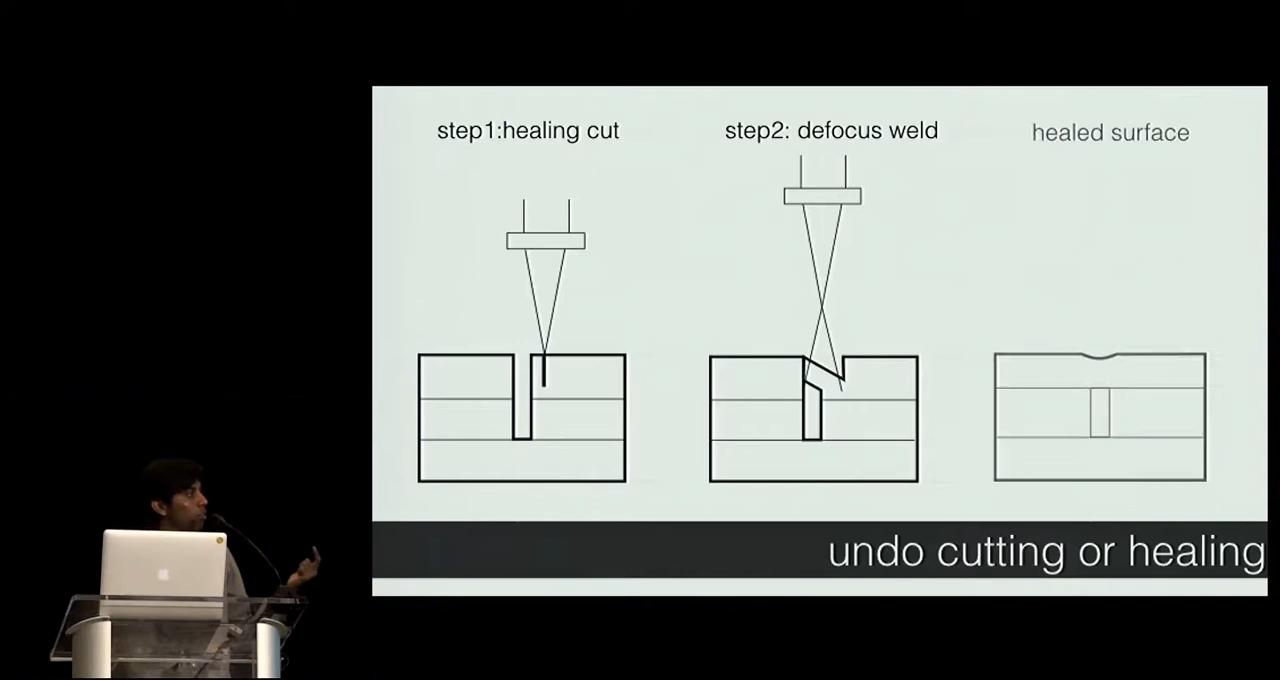 step1:healing cut
step2: defocus weld
healed surface
undo cutting or healing